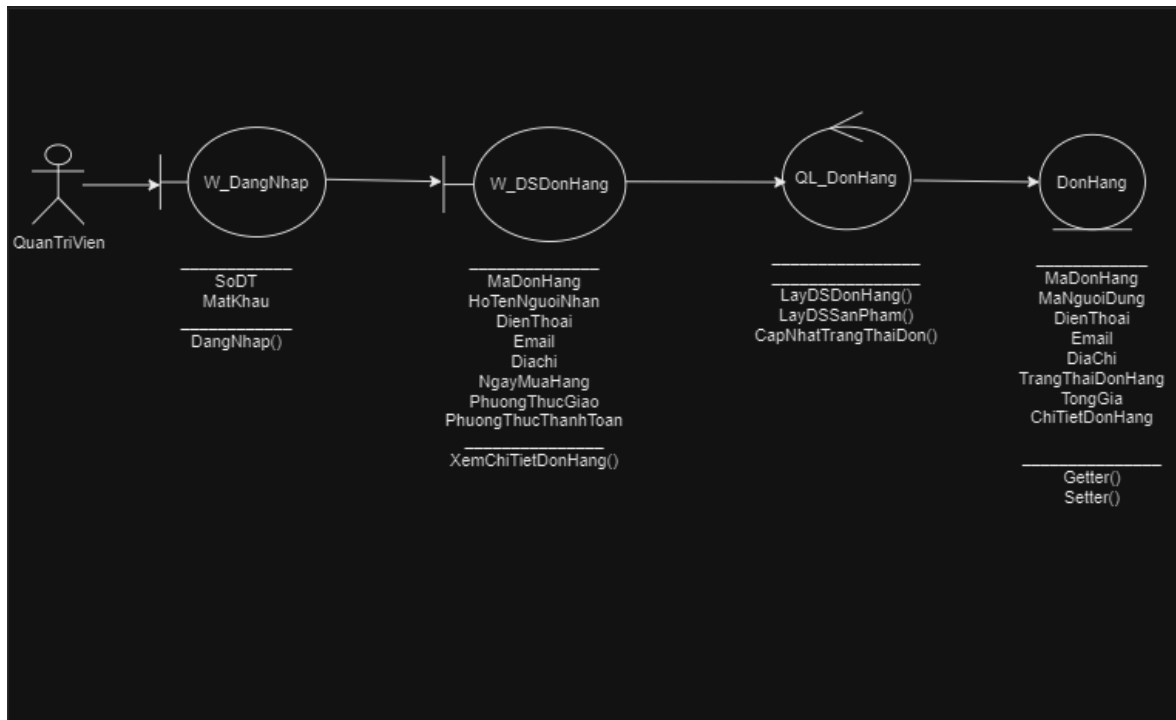 QuanTriVien
W_DangNhap
SoDT
MatKhau
DangNhap()
W_DSDonHang
MaDonHang
HoTenNguoiNhan
DienThoai
Email
Diachi
NgayMuaHang
PhuongThucGiao
PhuongThucThanhToan
XemChiTietDonHang()
QL_DonHang
LayDSDonHang()
LayDSSanPham()
CapNhatTrangThaiDon()
DonHang
MaDonHang
MaNguoiDung
DienThoai
Email
DiaChi
TrangThaiDonHang
TongGia
ChiTietDonHang
Getter()
Setter()